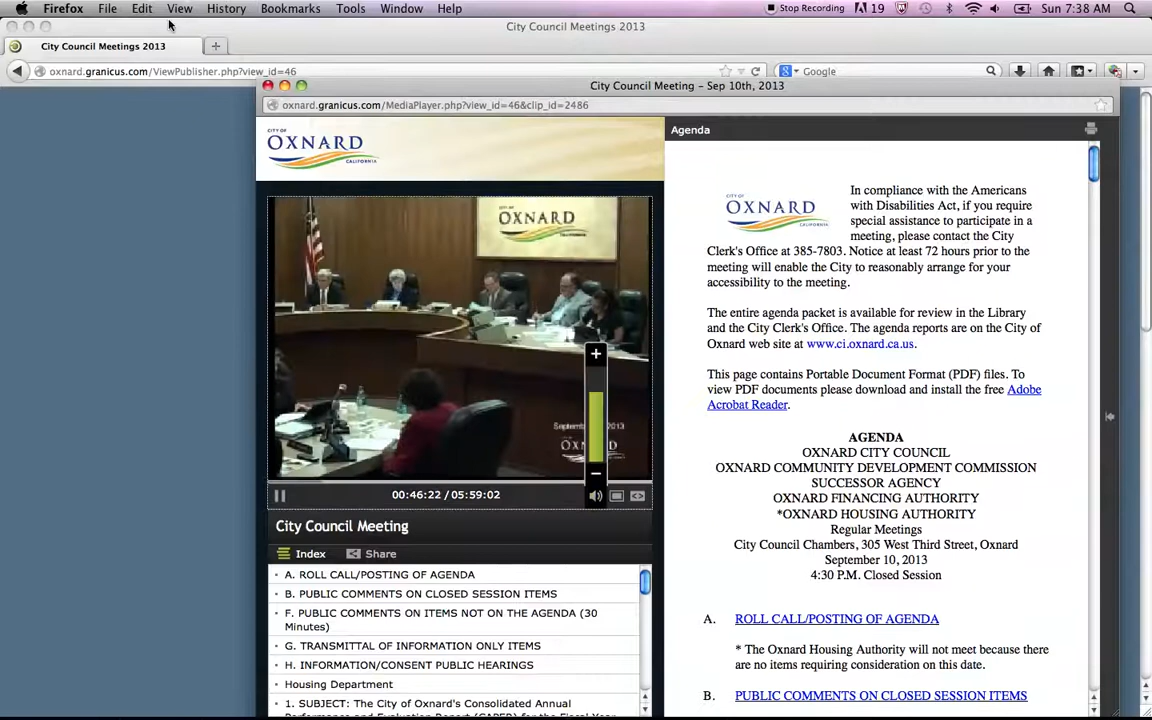 Firefox File Edit View History Bookmarks Tools Window Help Stop Recording 19 Sun 7:38 AM
City Council Meetings 2013
City Council Meetings 2013
oxnard.granicus.com/ViewPublisher.php?view_id=46 Google
City Council Meeting – Sep 10th, 2013
oxnard.granicus.com/MediaPlayer.php?view_id=46&clip_id=2486
CITY OF
OXNARD
CALIFORNIA
Agenda
OXNARD
00:46:22 / 05:59:02
City Council Meeting
Index Share
A. ROLL CALL/POSTING OF AGENDA
B. PUBLIC COMMENTS ON CLOSED SESSION ITEMS
F. PUBLIC COMMENTS ON ITEMS NOT ON THE AGENDA (30
Minutes)
G. TRANSMITTAL OF INFORMATION ONLY ITEMS
H. INFORMATION/CONSENT PUBLIC HEARINGS
Housing Department
1. SUBJECT: The City of Oxnard's Consolidated Annual
CITY OF
OXNARD
CALIFORNIA
In compliance with the Americans
with Disabilities Act, if you require
special assistance to participate in a
meeting, please contact the City
Clerk's Office at 385-7803. Notice at least 72 hours prior to the
meeting will enable the City to reasonably arrange for your
accessibility to the meeting.
The entire agenda packet is available for review in the Library
and the City Clerk's Office. The agenda reports are on the City of
Oxnard web site at www.ci.oxnard.ca.us.
This page contains Portable Document Format (PDF) files. To
view PDF documents please download and install the free Adobe
Acrobat Reader.
AGENDA
OXNARD CITY COUNCIL
OXNARD COMMUNITY DEVELOPMENT COMMISSION
SUCCESSOR AGENCY
OXNARD FINANCING AUTHORITY
*OXNARD HOUSING AUTHORITY
Regular Meetings
City Council Chambers, 305 West Third Street, Oxnard
September 10, 2013
4:30 P.M. Closed Session
A. ROLL CALL/POSTING OF AGENDA
* The Oxnard Housing Authority will not meet because there
are no items requiring consideration on this date.
B. PUBLIC COMMENTS ON CLOSED SESSION ITEMS